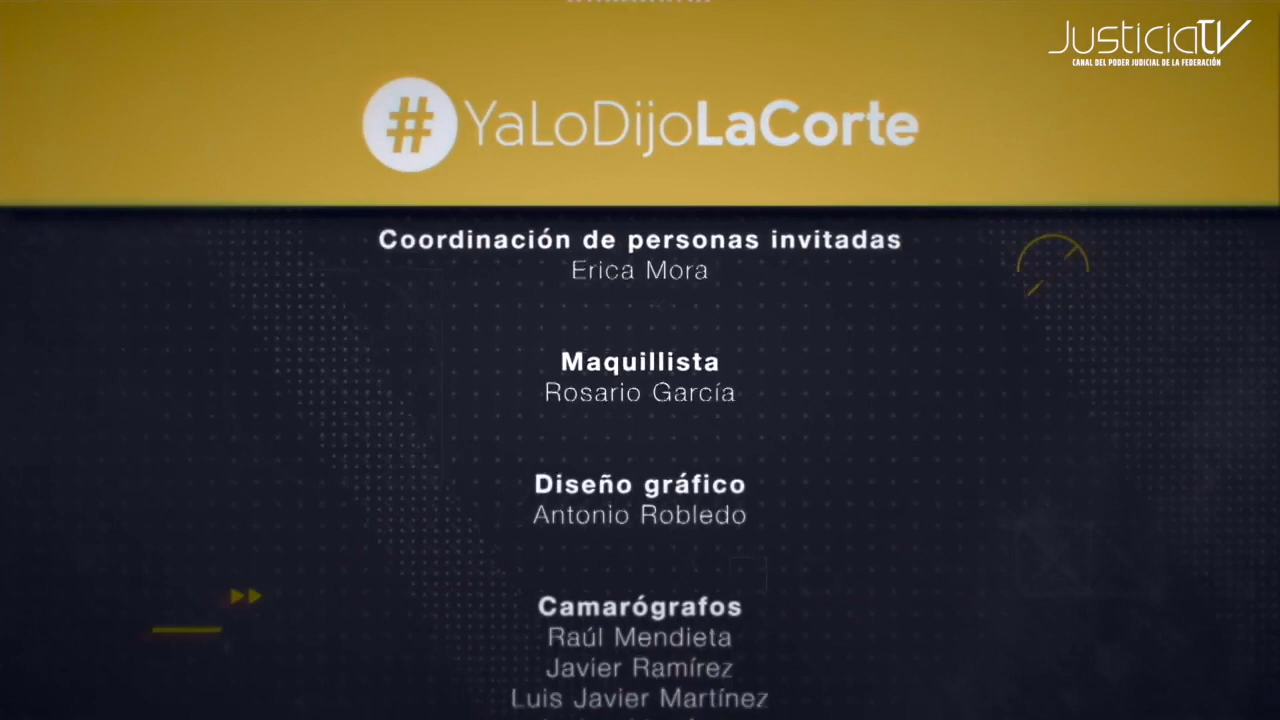 JusticiaTV
CANAL DEL PODER JUDICIAL DE LA FEDERACIÓN
#YaLoDijoLaCorte
Coordinación de personas invitadas
Erica Mora
Maquillista
Rosario García
Diseño gráfico
Antonio Robledo
Camarógrafos
Raúl Mendieta
Javier Ramírez
Luis Javier Martínez